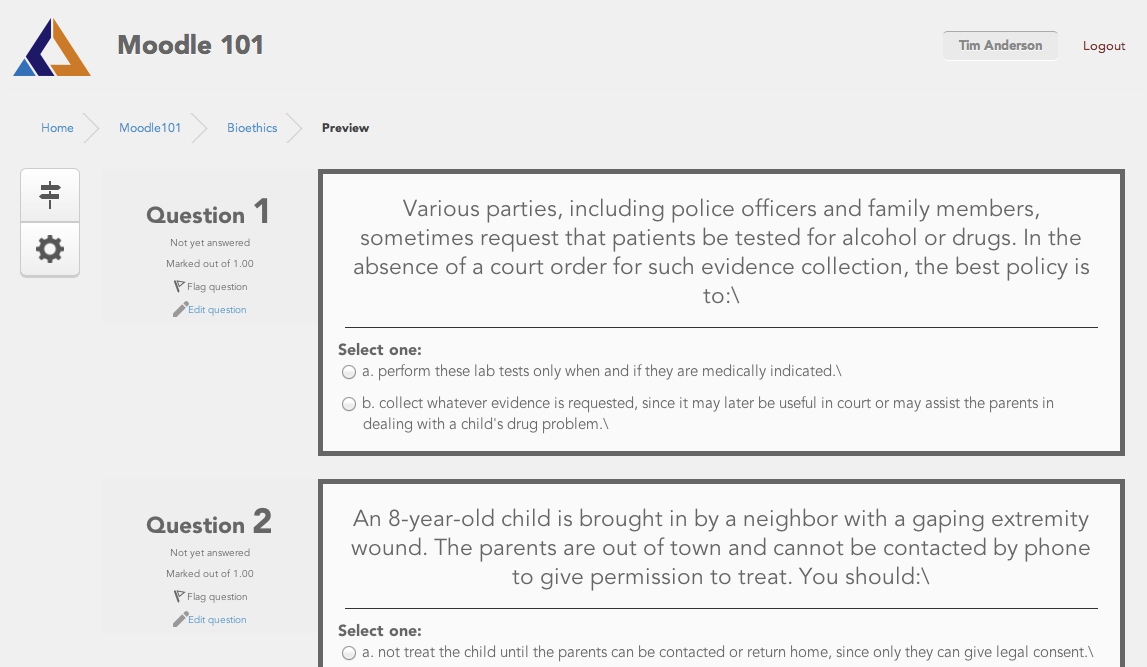 Moodle 101
Tim Anderson
Logout
Home
Moodle101
Bioethics
Preview
Question 1
Not yet answered
Marked out of 1.00
Flag question
Edit question
Various parties, including police officers and family members,
sometimes request that patients be tested for alcohol or drugs. In the
absence of a court order for such evidence collection, the best policy is
to:\
Select one:
a. perform these lab tests only when and if they are medically indicated.\
b. collect whatever evidence is requested, since it may later be useful in court or may assist the parents in
dealing with a child's drug problem.\
Question 2
Not yet answered
Marked out of 1.00
Flag question
Edit question
An 8-year-old child is brought in by a neighbor with a gaping extremity
wound. The parents are out of town and cannot be contacted by phone
to give permission to treat. You should:\
Select one:
a. not treat the child until the parents can be contacted or return home, since only they can give legal consent.\